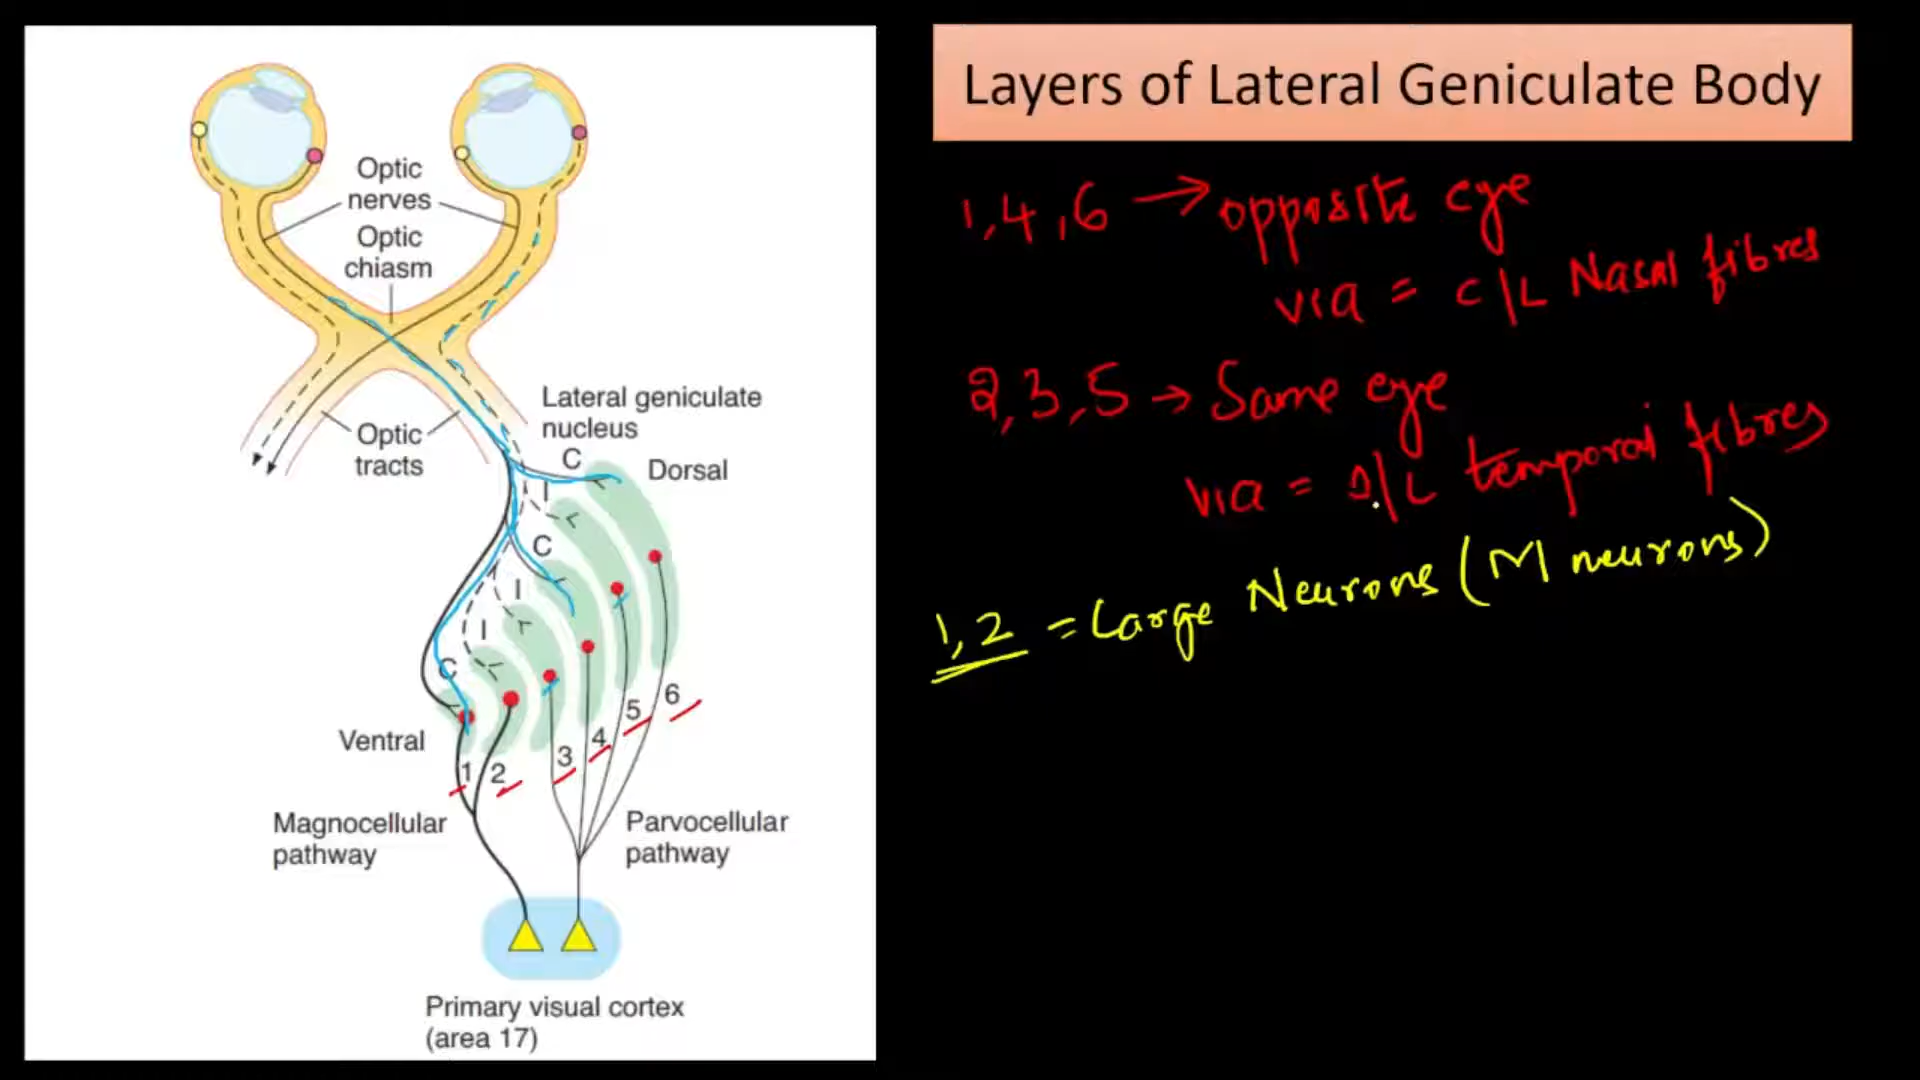 Layers of Lateral Geniculate Body
Optic
nerves
Optic
chiasm
Optic
tracts
Lateral geniculate
nucleus
C
Dorsal
I
C
I
I
C
Ventral
1 2 3 4 5 6
Magnocellular
pathway
Parvocellular
pathway
Primary visual cortex
(area 17)
1,4,6 → opposite eye
via = C/L Nasal fibres
2,3,5 → Same eye
via = I/L temporal fibres
1,2 = Large Neurons (M neurons)